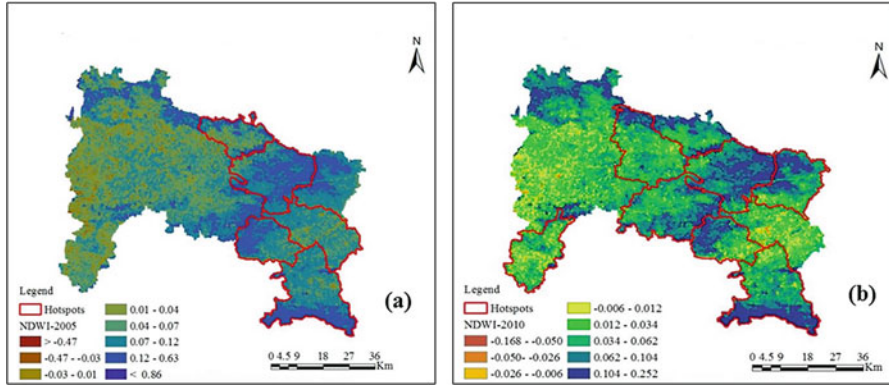 N
Legend
Hotspots
NDWI-2005
> -0.47
-0.47 - -0.03
-0.03 - 0.01
0.01 - 0.04
0.04 - 0.07
0.07 - 0.12
0.12 - 0.63
< 0.86
(a)
0 4.5 9 18 27 36
Km
N
Legend
Hotspots
NDWI-2010
-0.168 - -0.050
-0.050- -0.026
-0.026 - -0.006
-0.006 - 0.012
0.012 - 0.034
0.034 - 0.062
0.062 - 0.104
0.104 - 0.252
(b)
0 4.5 9 18 27 36
Km